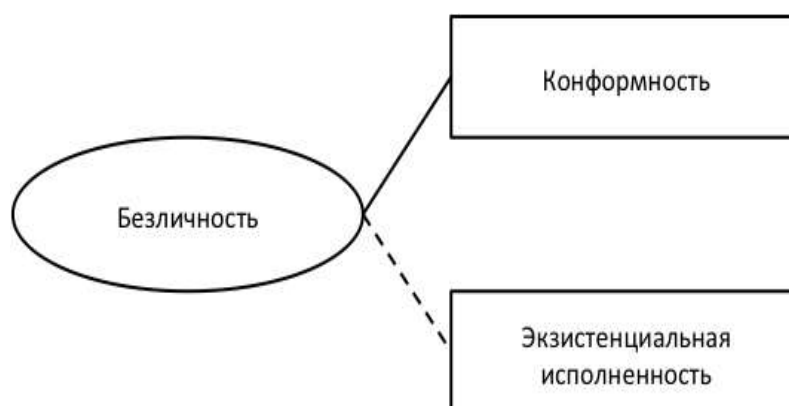 Конформность
Безличность
Экзистенциальная
исполненность